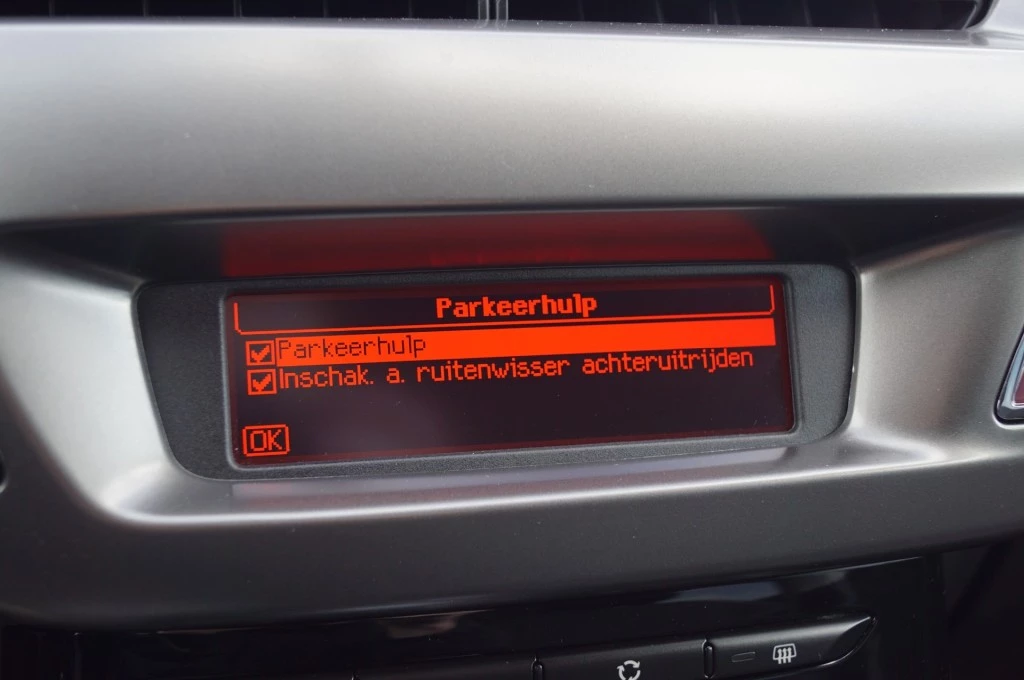 Parkeerhulp
Parkeerhulp
Inschak. a. ruitenwisser achteruitrijden
OK